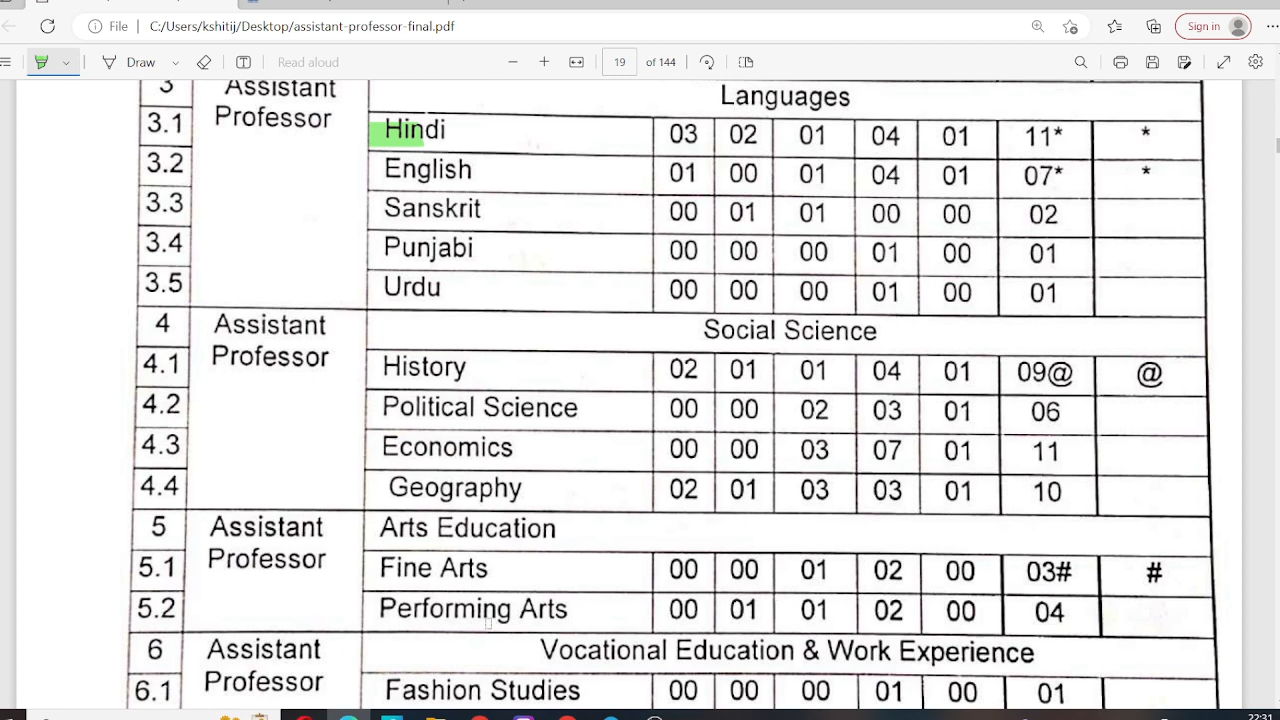 File C:/Users/kshitij/Desktop/assistant-professor-final.pdf Sign in
Draw Read aloud 19 of 144
3 Assistant Professor Languages
3.1 Hindi 03 02 01 04 01 11* *
3.2 English 01 00 01 04 01 07* *
3.3 Sanskrit 00 01 01 00 00 02
3.4 Punjabi 00 00 00 01 00 01
3.5 Urdu 00 00 00 01 00 01
4 Assistant Professor Social Science
4.1 History 02 01 01 04 01 09@ @
4.2 Political Science 00 00 02 03 01 06
4.3 Economics 00 00 03 07 01 11
4.4 Geography 02 01 03 03 01 10
5 Assistant Professor Arts Education
5.1 Fine Arts 00 00 01 02 00 03# #
5.2 Performing Arts 00 01 01 02 00 04
6 Assistant Professor Vocational Education & Work Experience
6.1 Fashion Studies 00 00 00 01 00 01
22:31